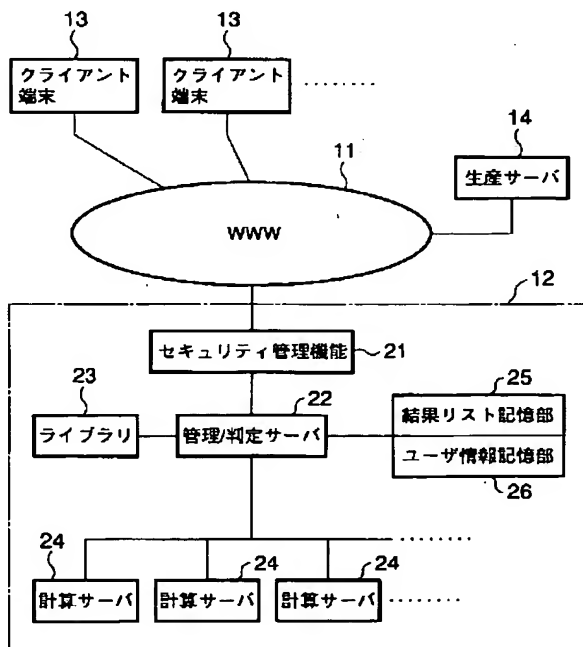 13
13
クライアント
端末
クライアント
端末
14
11
生産サーバ
WWW
12
セキュリティ管理機能
21
23
22
25
ライブラリ
管理/判定サーバ
結果リスト記憶部
ユーザ情報記憶部
26
24
24
24
計算サーバ
計算サーバ
計算サーバ